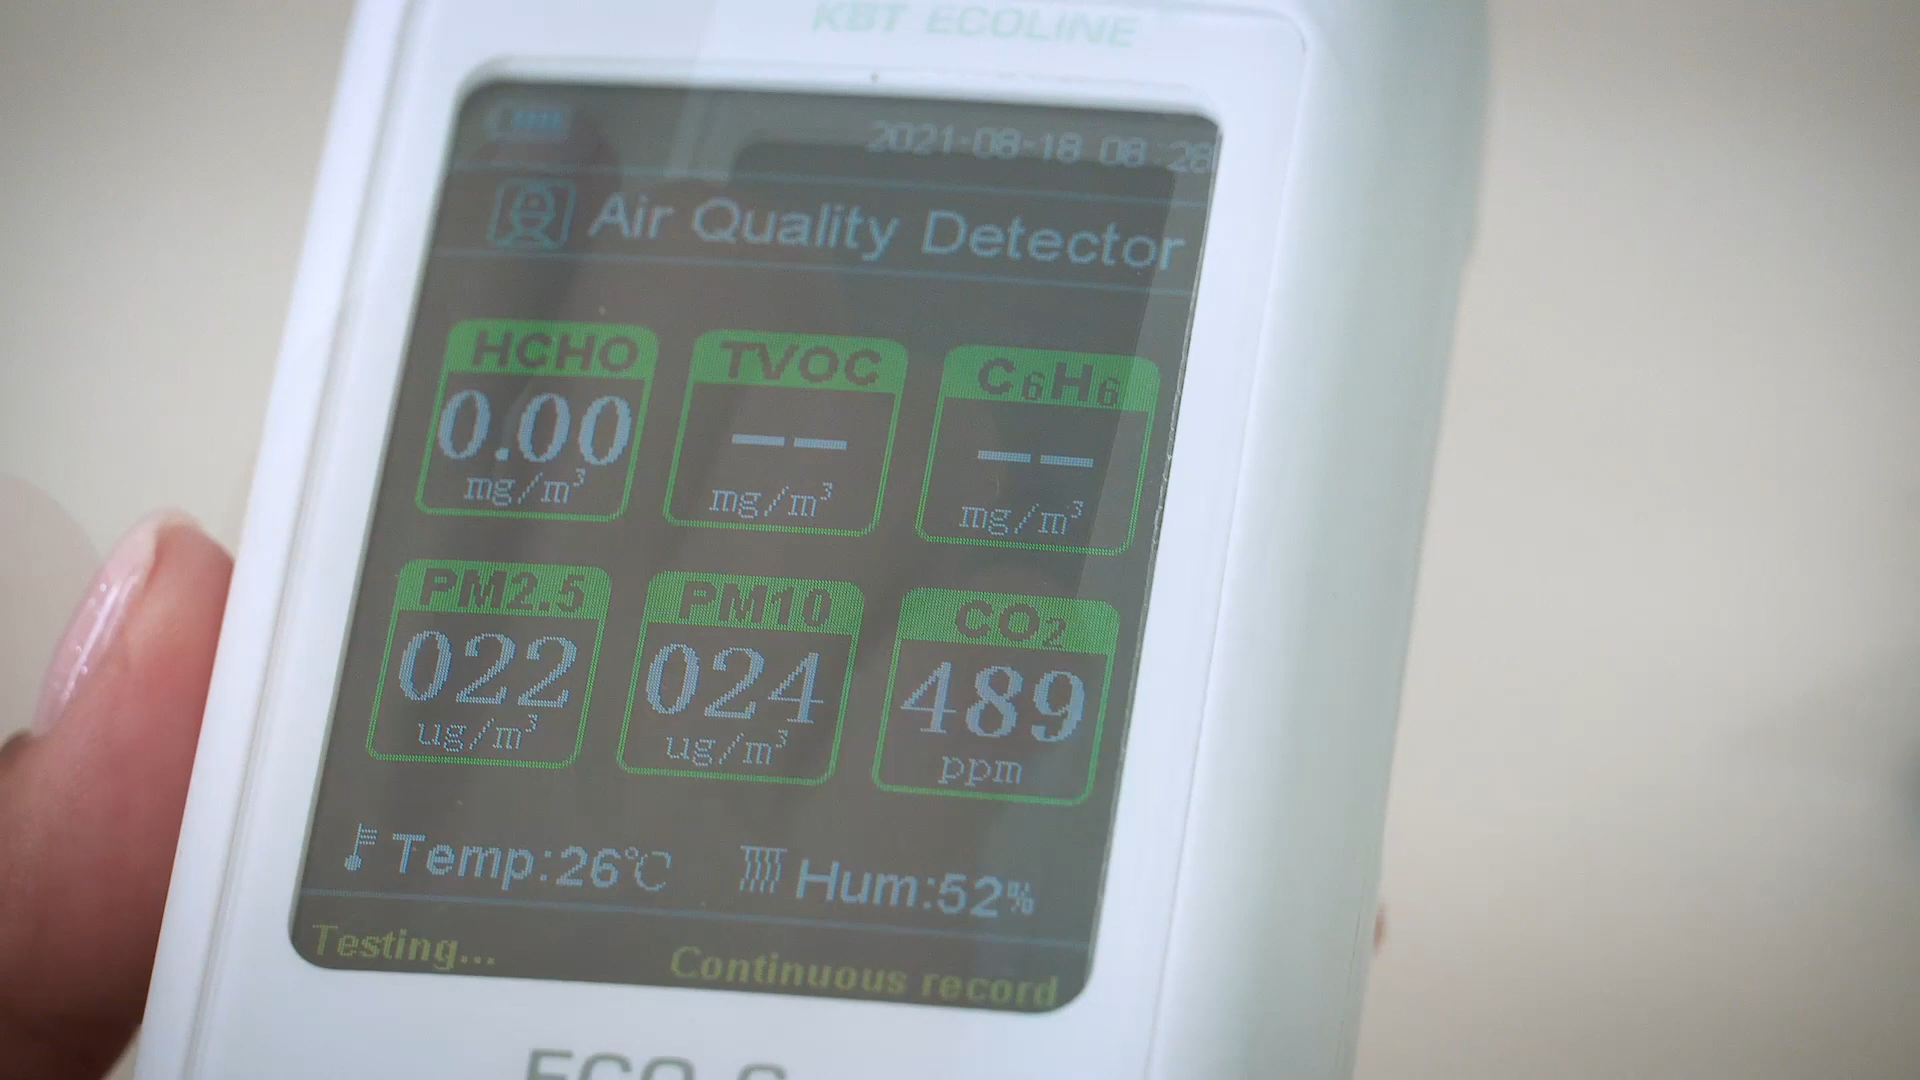 KBT ECOLINE
2021-08-18 08:28
Air Quality Detector
HCHO TVOC C₆H₆
0.00 -- --
mg/m³ mg/m³ mg/m³
PM2.5 PM10 CO₂
022 024 489
ug/m³ ug/m³ ppm
Temp:26℃ Hum:52%
Testing... Continuous record
ECO